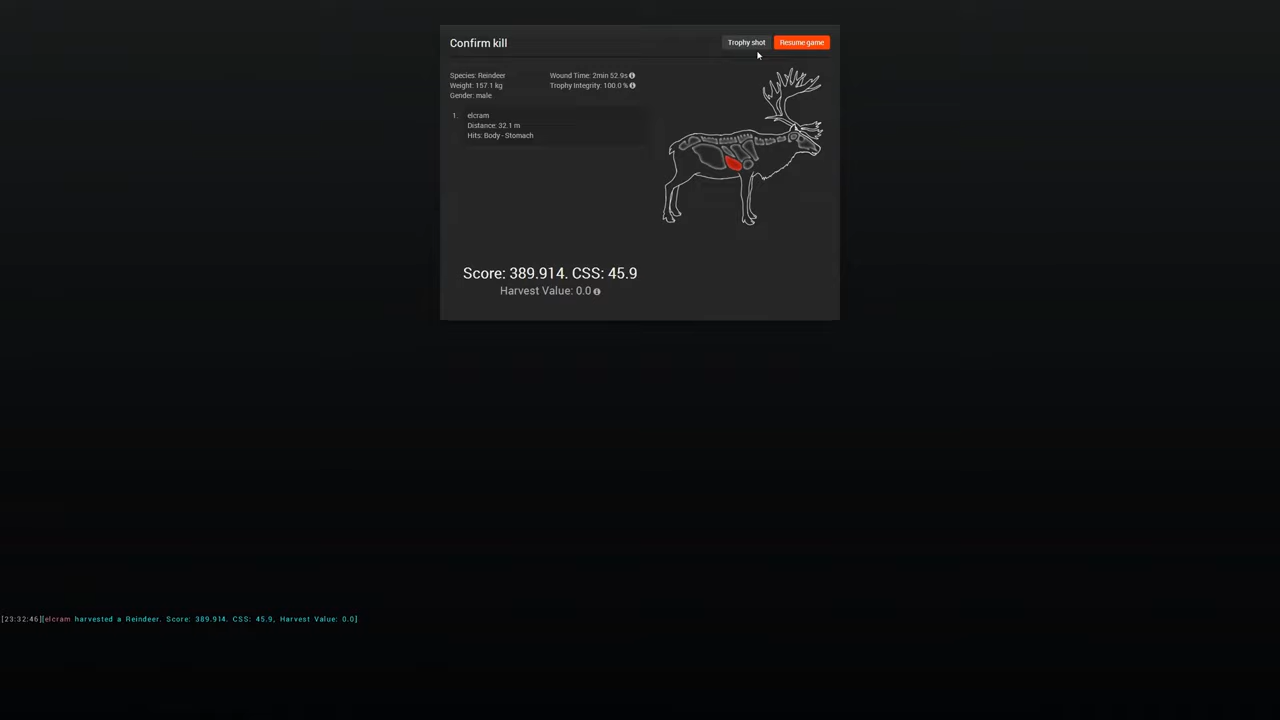 Confirm kill
Trophy shot
Resume game
Species: Reindeer
Weight: 157.1 kg
Gender: male
Wound Time: 2min 52.9s
Trophy Integrity: 100.0 %
1. elcram
Distance: 32.1 m
Hits: Body - Stomach
Score: 389.914. CSS: 45.9
Harvest Value: 0.0
[23:32:46][elcram harvested a Reindeer. Score: 389.914. CSS: 45.9, Harvest Value: 0.0]